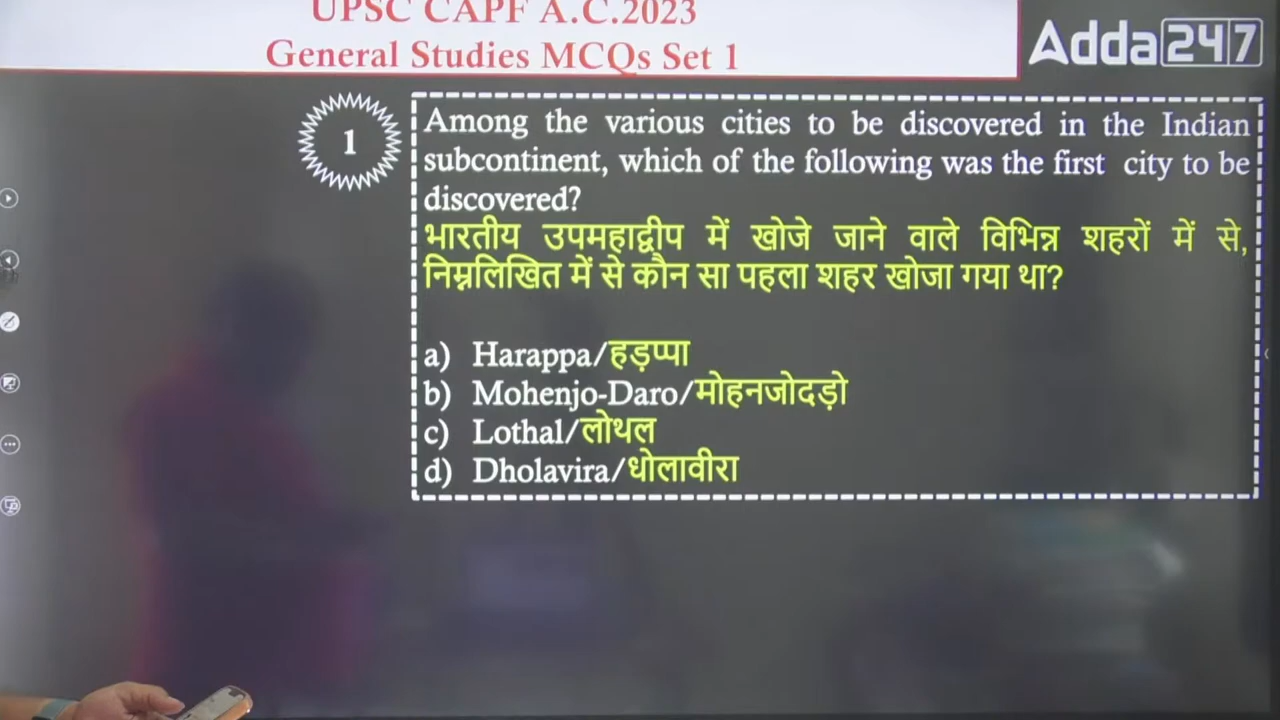 UPSC CAPF A.C.2023
General Studies MCQs Set 1
Adda247
1
Among the various cities to be discovered in the Indian
subcontinent, which of the following was the first city to be
discovered?
भारतीय उपमहाद्वीप में खोजे जाने वाले विभिन्न शहरों में से,
निम्नलिखित में से कौन सा पहला शहर खोजा गया था?
a) Harappa/हड़प्पा
b) Mohenjo-Daro/मोहनजोदड़ो
c) Lothal/लोथल
d) Dholavira/धोलावीरा